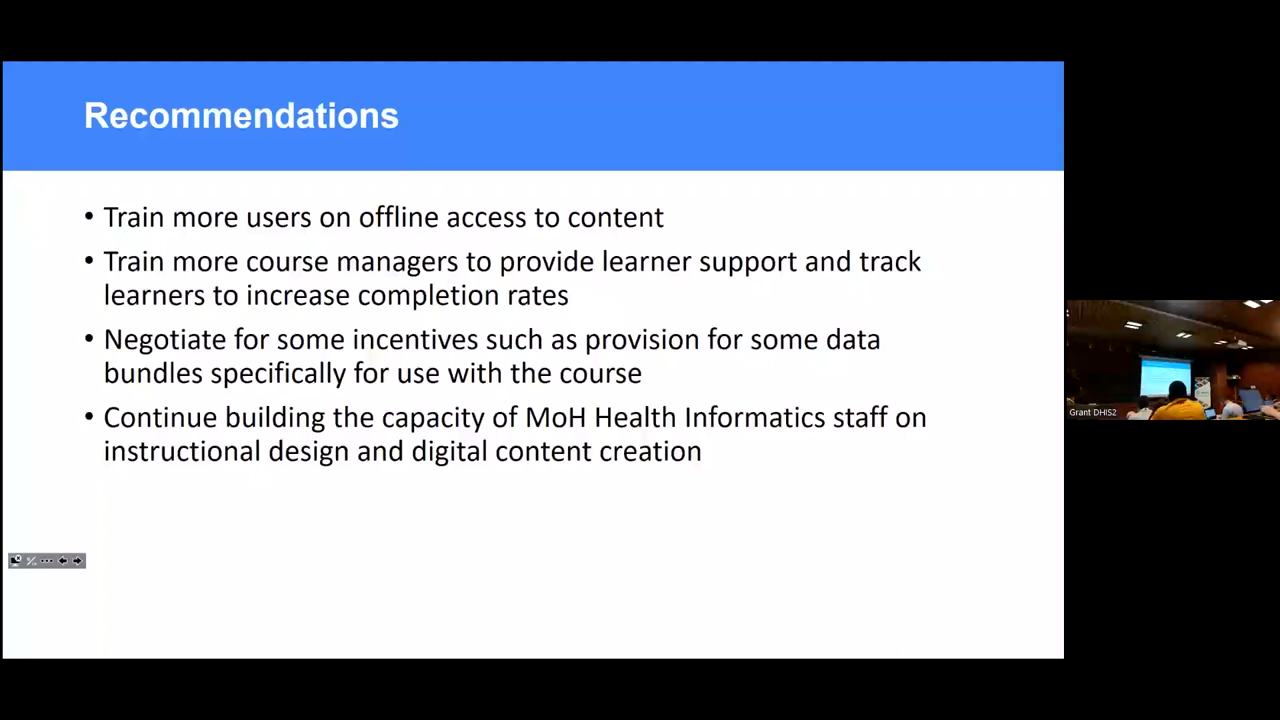 Recommendations
• Train more users on offline access to content
• Train more course managers to provide learner support and track
learners to increase completion rates
• Negotiate for some incentives such as provision for some data
bundles specifically for use with the course
• Continue building the capacity of MoH Health Informatics staff on
instructional design and digital content creation
Grant DHIS2